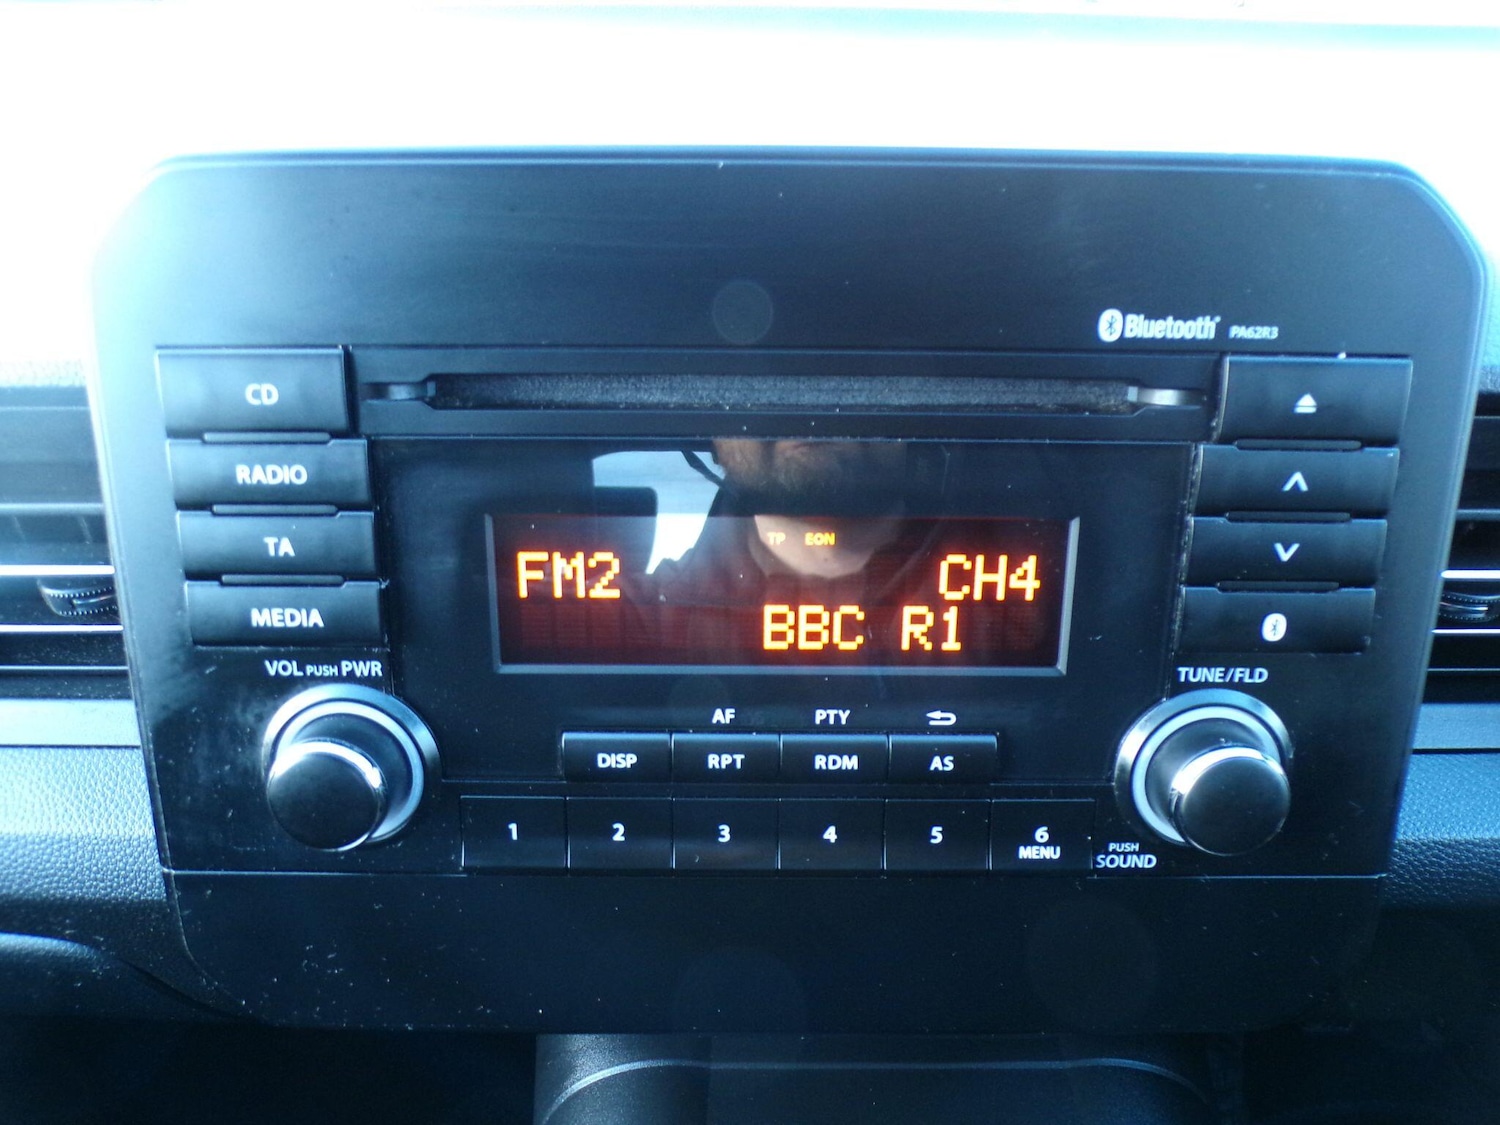 Bluetooth PA62R3
CD
RADIO
TA
MEDIA
TP EON
FM2 CH4
BBC R1
VOL PUSH PWR
TUNE/FLD
AF PTY
DISP RPT RDM AS
1 2 3 4 5 6
MENU
PUSH
SOUND